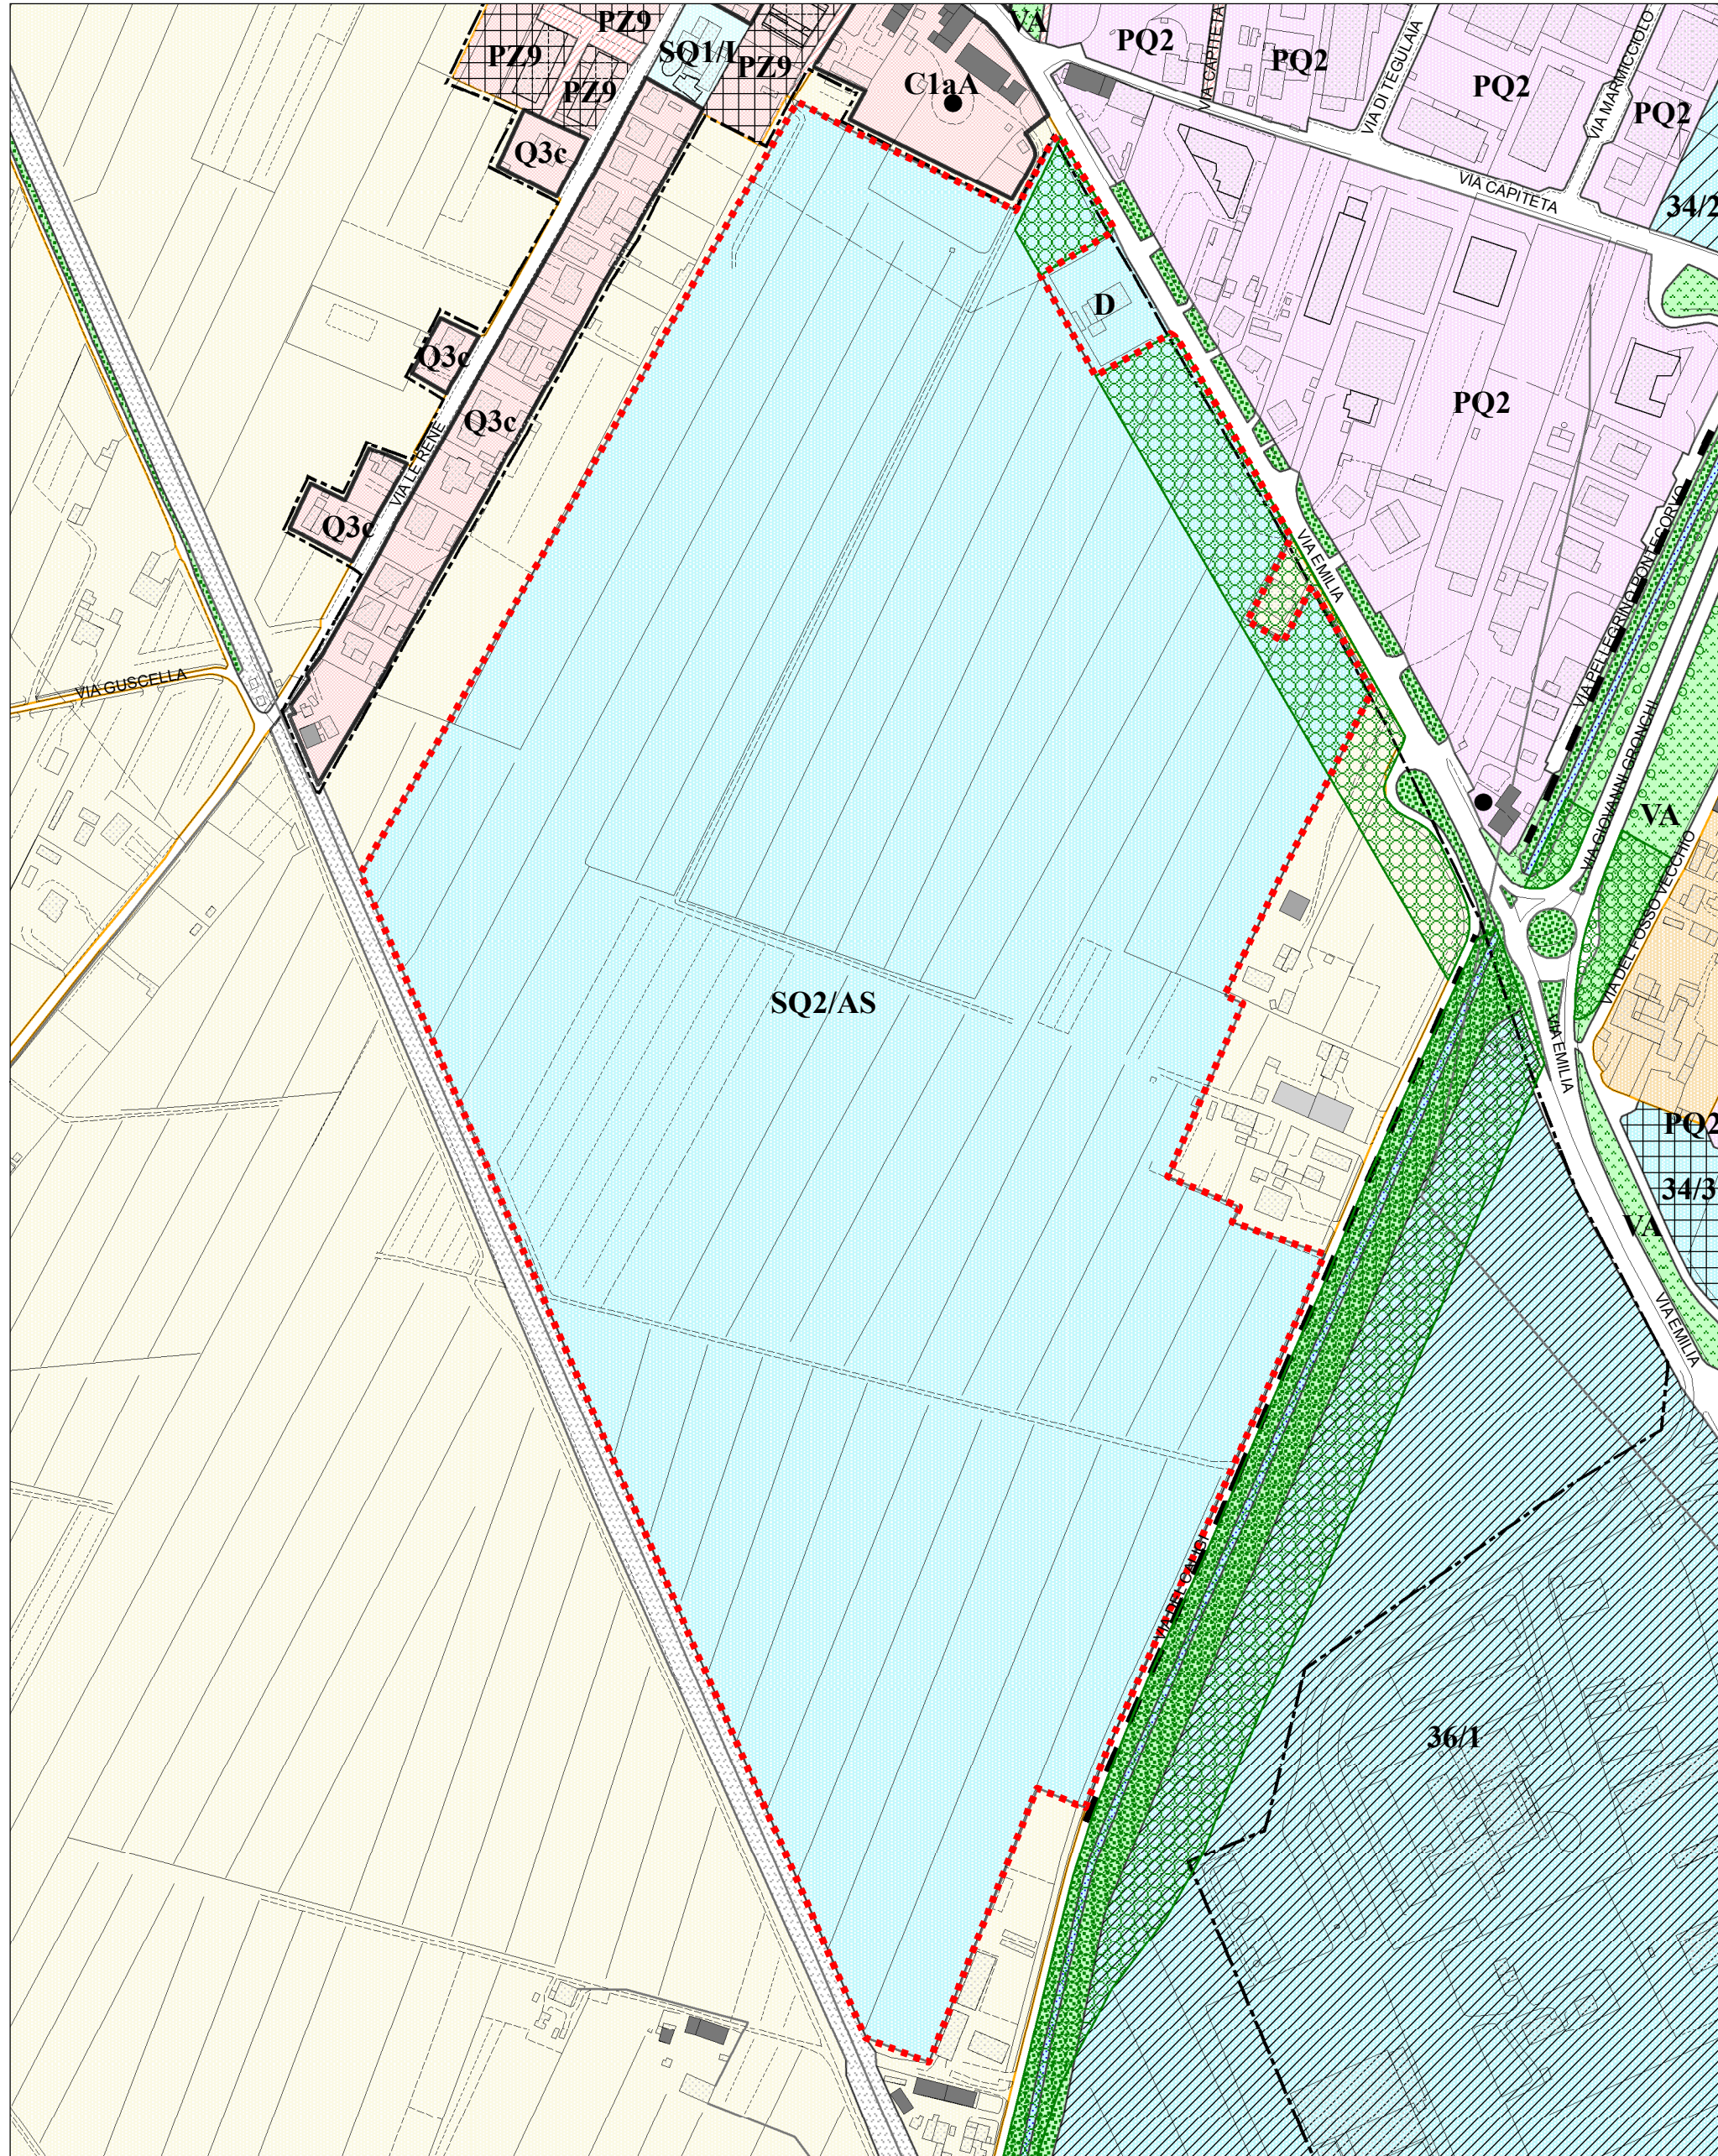 PZ9
VA
PQ2
PZ9
SQ1/I
PZ9
PZ9
C1aA
VIA CAPITETA
PQ2
VIA DI TEGULAIA
PQ2
VIA MARMICCIOLO
PQ2
Q3c
VIA CAPITETA
34/2
D
Q3c
Q3c
PQ2
VIA LE RENE
Q3c
VIA EMILIA
VIA PELLEGRINO PONTECORVO
VIA GUSCELLA
VIA GIOVANNI GRONCHI
VA
VIA DEL FOSSO VECCHIO
SQ2/AS
VIA EMILIA
PQ2
34/3
VA
VIA EMILIA
36/1